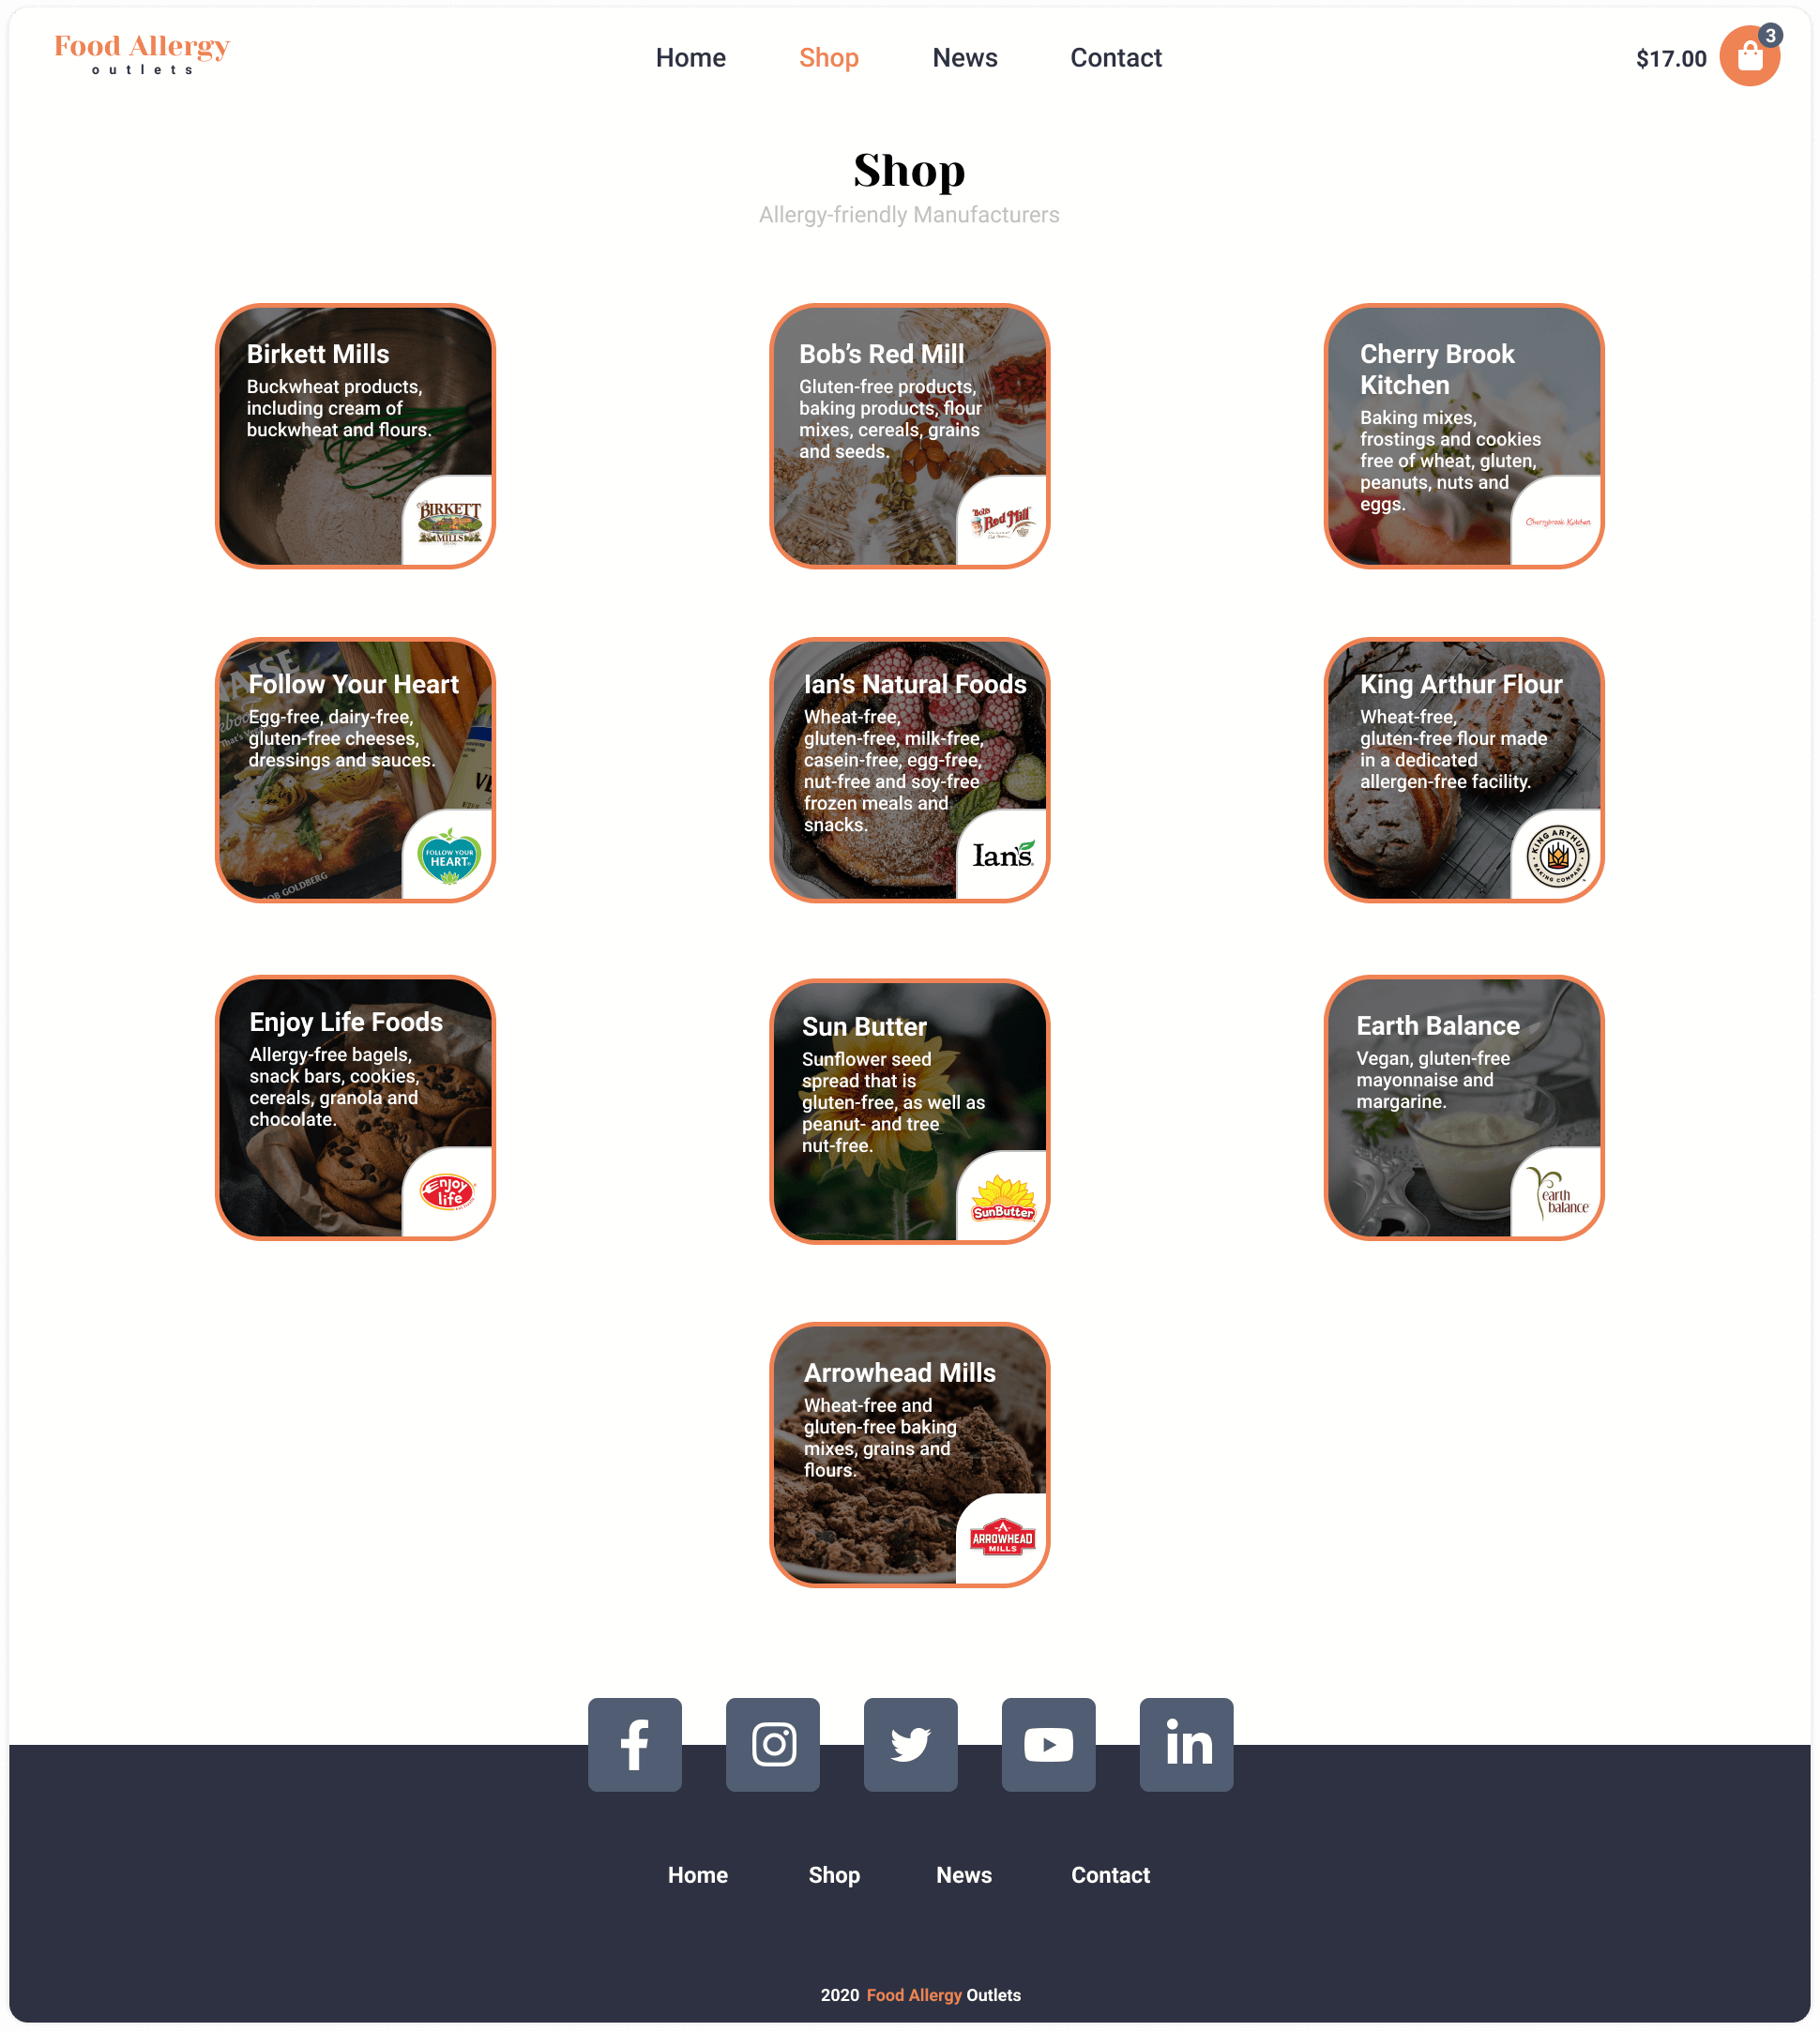 Food Allergy
outlets
Home
Shop
News
Contact
$17.00
3
Shop
Allergy-friendly Manufacturers
Birkett Mills
Buckwheat products,
including cream of
buckwheat and flours.
BIRKETT
MILLS
Bob’s Red Mill
Gluten-free products,
baking products, flour
mixes, cereals, grains
and seeds.
Bob's
Red Mill
Cherry Brook
Kitchen
Baking mixes,
frostings and cookies
free of wheat, gluten,
peanuts, nuts and
eggs.
Cherrybrook Kitchen
Follow Your Heart
Egg-free, dairy-free,
gluten-free cheeses,
dressings and sauces.
FOLLOW YOUR
HEART
OB GOLDBERG
Ian’s Natural Foods
Wheat-free,
gluten-free, milk-free,
casein-free, egg-free,
nut-free and soy-free
frozen meals and
snacks.
Ian's
King Arthur Flour
Wheat-free,
gluten-free flour made
in a dedicated
allergen-free facility.
KING ARTHUR
BAKING COMPANY
Enjoy Life Foods
Allergy-free bagels,
snack bars, cookies,
cereals, granola and
chocolate.
Enjoy
life
Sun Butter
Sunflower seed
spread that is
gluten-free, as well as
peanut- and tree
nut-free.
SunButter
Earth Balance
Vegan, gluten-free
mayonnaise and
margarine.
earth
balance
Arrowhead Mills
Wheat-free and
gluten-free baking
mixes, grains and
flours.
ARROWHEAD
MILLS
Home
Shop
News
Contact
2020 Food Allergy Outlets